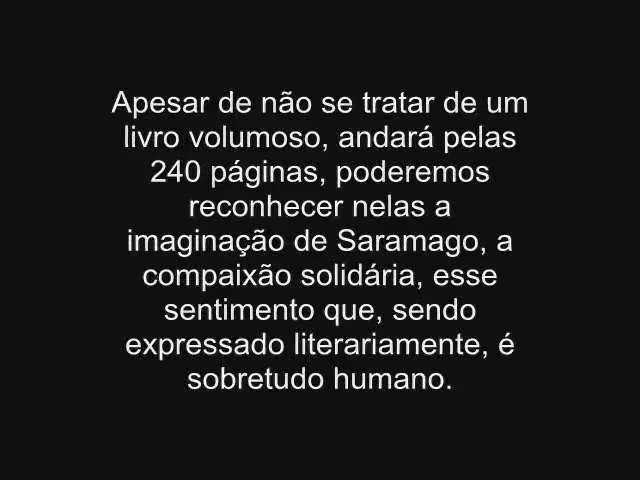 Apesar de não se tratar de um
livro volumoso, andará pelas
240 páginas, poderemos
reconhecer nelas a
imaginação de Saramago, a
compaixão solidária, esse
sentimento que, sendo
expressado literariamente, é
sobretudo humano.